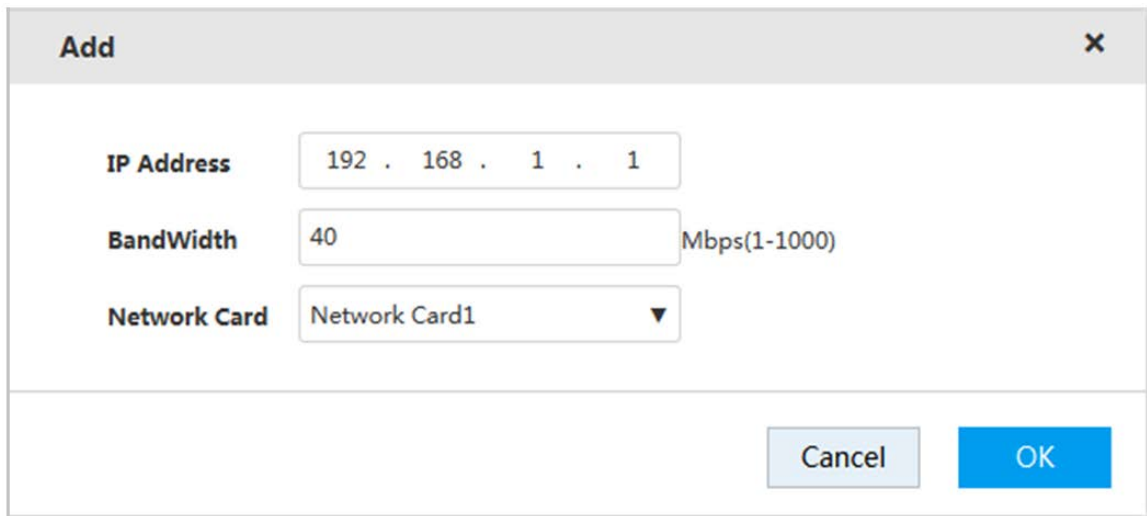 Add ×
IP Address 192 . 168 . 1 . 1
BandWidth 40 Mbps(1-1000)
Network Card Network Card1 ▼
Cancel OK